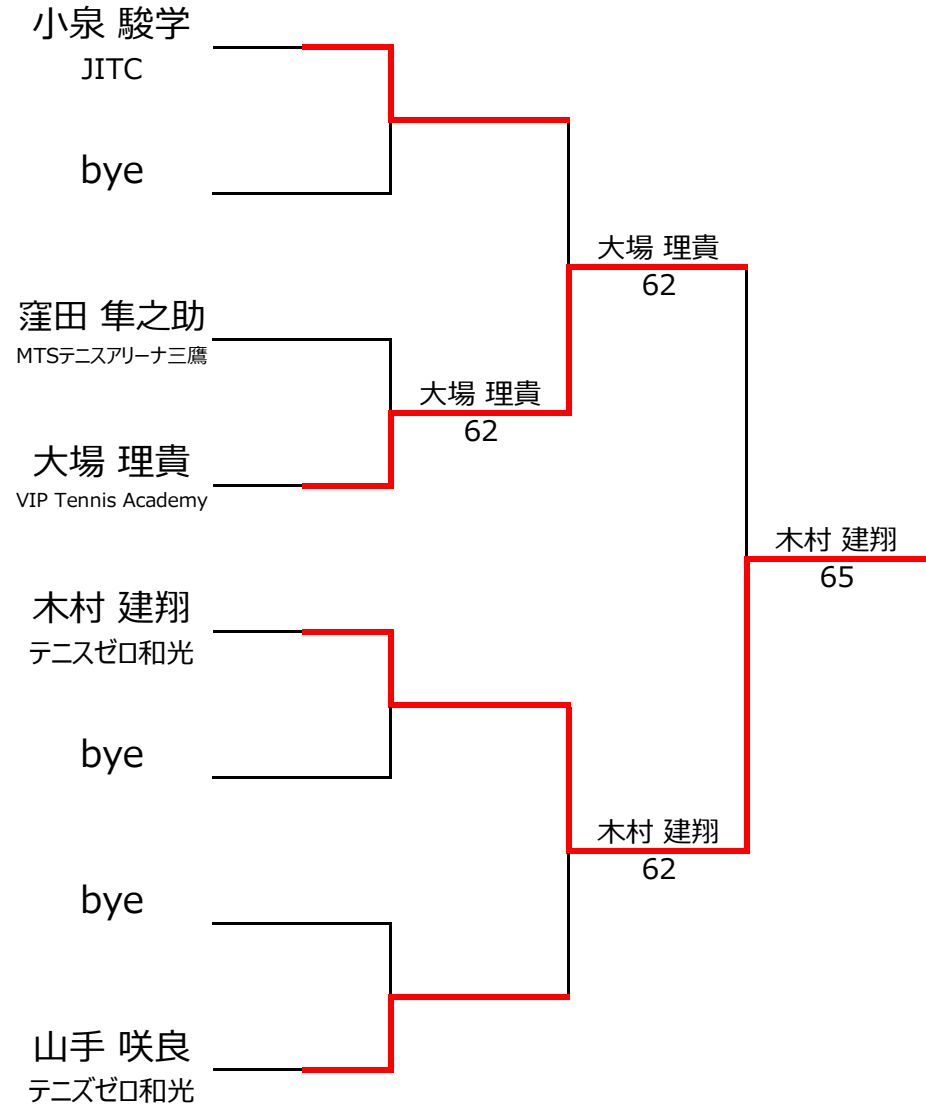 小泉 駿学
JITC
bye
窪田 隼之助
MTSテニスアリーナ三鷹
大場 理貴
VIP Tennis Academy
木村 建翔
テニスゼロ和光
bye
bye
山手 咲良
テニズゼロ和光
大場 理貴
62
大場 理貴
62
木村 建翔
62
木村 建翔
65